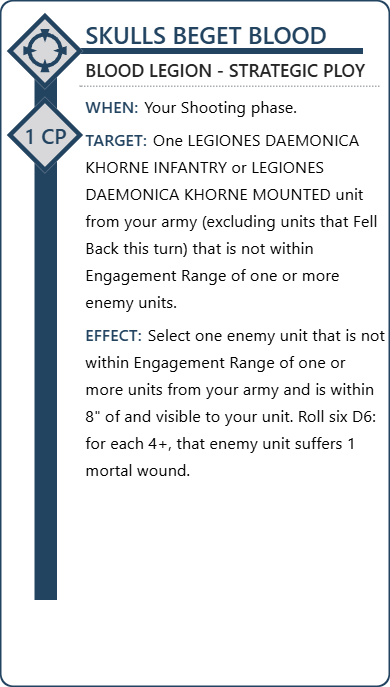 SKULLS BEGET BLOOD
BLOOD LEGION - STRATEGIC PLOY
WHEN: Your Shooting phase.
1 CP
TARGET: One LEGIONES DAEMONICA
KHORNE INFANTRY or LEGIONES
DAEMONICA KHORNE MOUNTED unit
from your army (excluding units that Fell
Back this turn) that is not within
Engagement Range of one or more
enemy units.
EFFECT: Select one enemy unit that is not
within Engagement Range of one or
more units from your army and is within
8" of and visible to your unit. Roll six D6:
for each 4+, that enemy unit suffers 1
mortal wound.